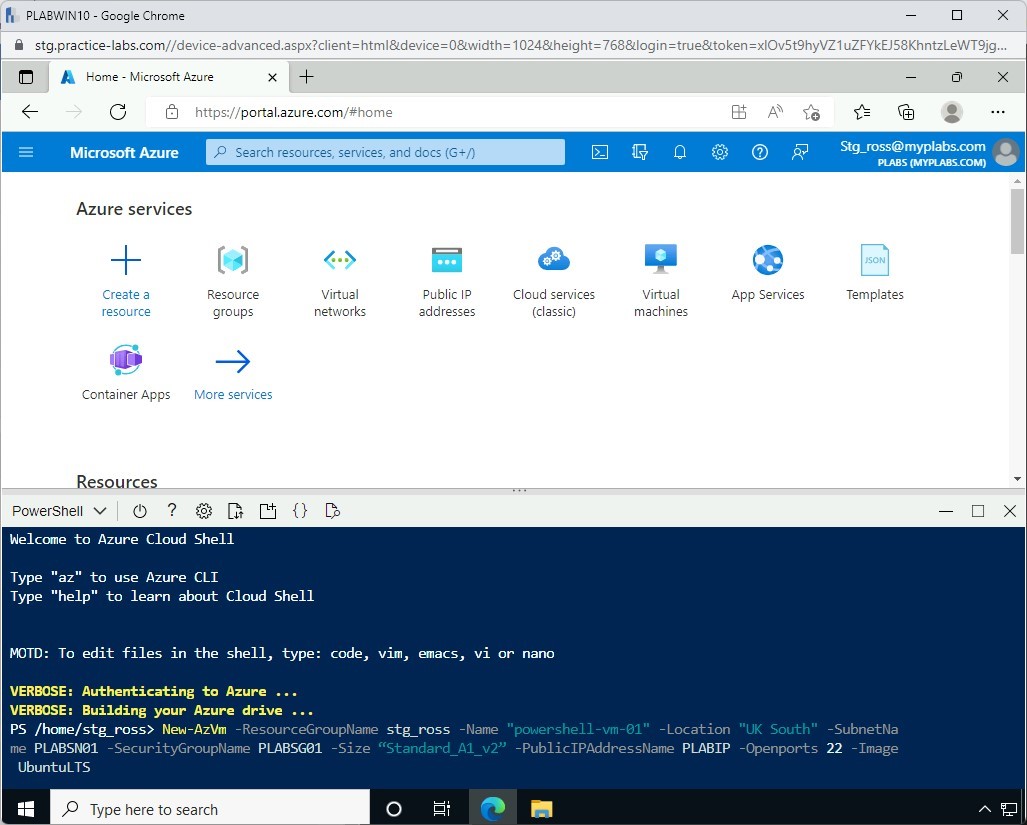 PLABWIN10 - Google Chrome
stg.practice-labs.com//device-advanced.aspx?client=html&device=0&width=1024&height=768&login=true&token=xlOv5t9hyVZ1uZFYkEJ58KhntzLeWT9jg...
Home - Microsoft Azure
https://portal.azure.com/#home
Microsoft Azure
Search resources, services, and docs (G+/)
Stg_ross@myplabs.com
PLABS (MYPLABS.COM)
Azure services
Create a
resource
Resource
groups
Virtual
networks
Public IP
addresses
Cloud services
(classic)
Virtual
machines
App Services
JSON
Templates
Container Apps
More services
Resources
PowerShell
Welcome to Azure Cloud Shell
Type "az" to use Azure CLI
Type "help" to learn about Cloud Shell
MOTD: To edit files in the shell, type: code, vim, emacs, vi or nano
VERBOSE: Authenticating to Azure ...
VERBOSE: Building your Azure drive ...
PS /home/stg_ross> New-AzVm -ResourceGroupName stg_ross -Name "powershell-vm-01" -Location "UK South" -SubnetNa
me PLABSN01 -SecurityGroupName PLABSG01 -Size “Standard_A1_v2” -PublicIPAddressName PLABIP -Openports 22 -Image
UbuntuLTS
Type here to search